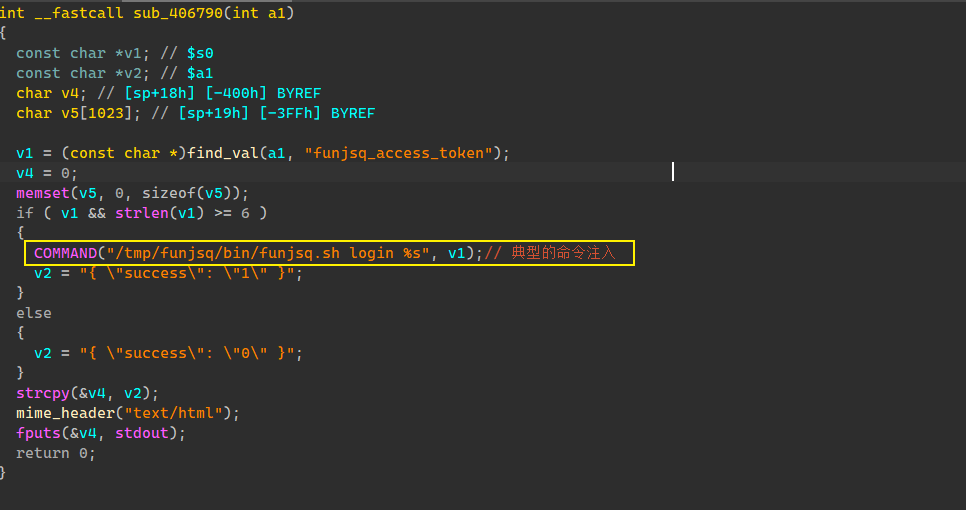 int __fastcall sub_406790(int a1)
{
  const char *v1; // $s0
  const char *v2; // $a1
  char v4; // [sp+18h] [-400h] BYREF
  char v5[1023]; // [sp+19h] [-3FFh] BYREF

  v1 = (const char *)find_val(a1, "funjsq_access_token");
  v4 = 0;
  memset(v5, 0, sizeof(v5));
  if ( v1 && strlen(v1) >= 6 )
  {
    COMMAND("/tmp/funjsq/bin/funjsq.sh login %s", v1);// 典型的命令注入
    v2 = "{ \"success\": \"1\" }";
  }
  else
  {
    v2 = "{ \"success\": \"0\" }";
  }
  strcpy(&v4, v2);
  mime_header("text/html");
  fputs(&v4, stdout);
  return 0;
}